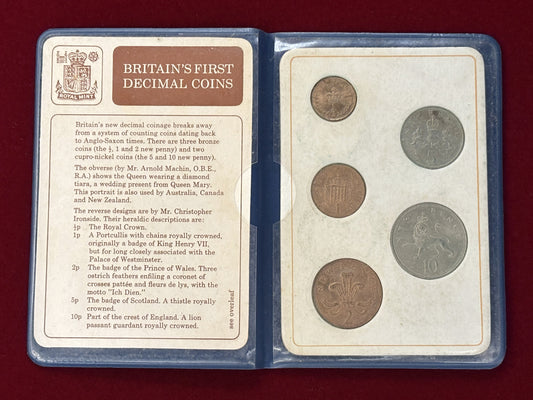 ROYAL MINT
BRITAIN'S FIRST
DECIMAL COINS
Britain's new decimal coinage breaks away
from a system of counting coins dating back
to Anglo-Saxon times. There are three bronze
coins (the ½, 1 and 2 new penny) and two
cupro-nickel coins (the 5 and 10 new penny).
The obverse (by Mr. Arnold Machin, O.B.E.,
R.A.) shows the Queen wearing a diamond
tiara, a wedding present from Queen Mary.
This portrait is also used by Australia, Canada
and New Zealand.
The reverse designs are by Mr. Christopher
Ironside. Their heraldic descriptions are:
½p The Royal Crown.
1p A Portcullis with chains royally crowned,
originally a badge of King Henry VII,
but for long closely associated with the
Palace of Westminster.
2p The badge of the Prince of Wales. Three
ostrich feathers enfiling a coronet of
crosses pattée and fleurs de lys, with the
motto "Ich Dien."
5p The badge of Scotland. A thistle royally
crowned.
10p Part of the crest of England. A lion
passant guardant royally crowned.
see overleaf
10